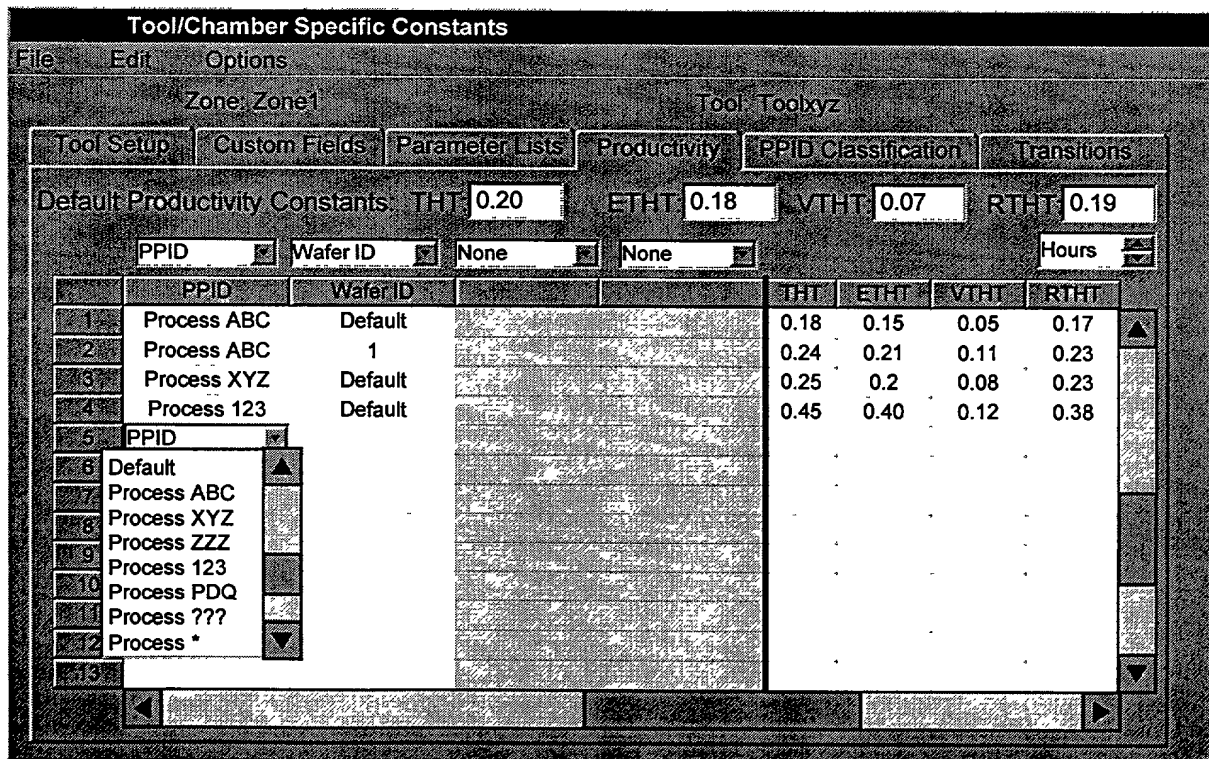 Tool/Chamber Specific Constants
File Edit Options
Zone: Zone1 Tool: Toolxyz
Tool Setup Custom Fields Parameter Lists Productivity PPID Classification Transitions
Default Productivity Constants: THT: 0.20 ETHT: 0.18 VTHT: 0.07 RTHT: 0.19
PPID Wafer ID None None Hours
PPID Wafer ID THT ETHT VTHT RTHT
1 Process ABC Default 0.18 0.15 0.05 0.17
2 Process ABC 1 0.24 0.21 0.11 0.23
3 Process XYZ Default 0.25 0.2 0.08 0.23
4 Process 123 Default 0.45 0.40 0.12 0.38
5 PPID
6 Default
7 Process ABC
8 Process XYZ
9 Process ZZZ
Process 123
10 Process PDQ
11 Process ???
12 Process *
13